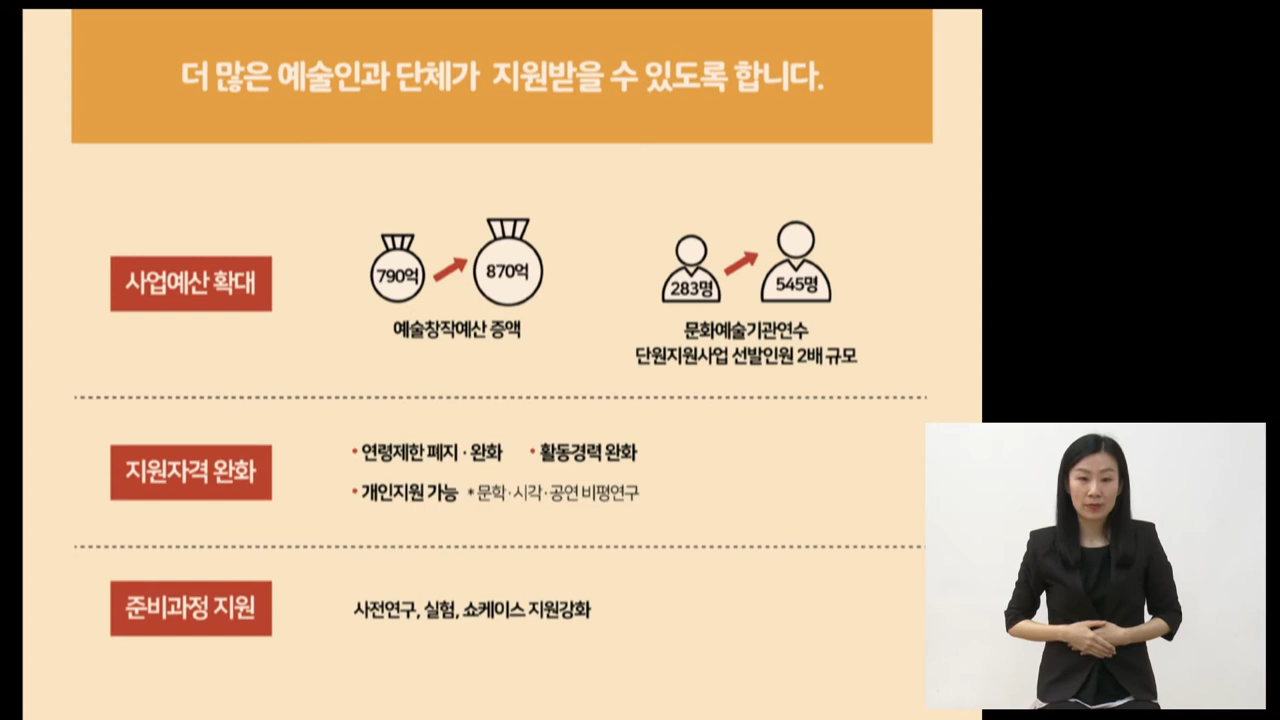 더 많은 예술인과 단체가 지원받을 수 있도록 합니다.
사업예산 확대
790억
870억
예술창작예산 증액
283명
545명
문화예술기관연수
단원지원사업 선발인원 2배 규모
지원자격 완화
• 연령제한 폐지 · 완화 • 활동경력 완화
• 개인지원 가능 * 문학·시각·공연 비평연구
준비과정 지원
사전연구, 실험, 쇼케이스 지원강화